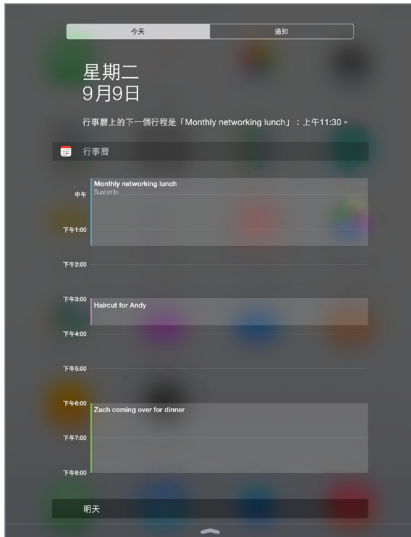 今天
通知
星期二
9月9日
行事曆上的下一個行程是「Monthly networking lunch」：上午11:30。
行事曆
Monthly networking lunch
中午
下午1:00
下午2:00
下午3:00
Haircut for Andy
下午4:00
下午5:00
下午6:00
Zach coming over for dinner
下午7:00
下午8:00
明天